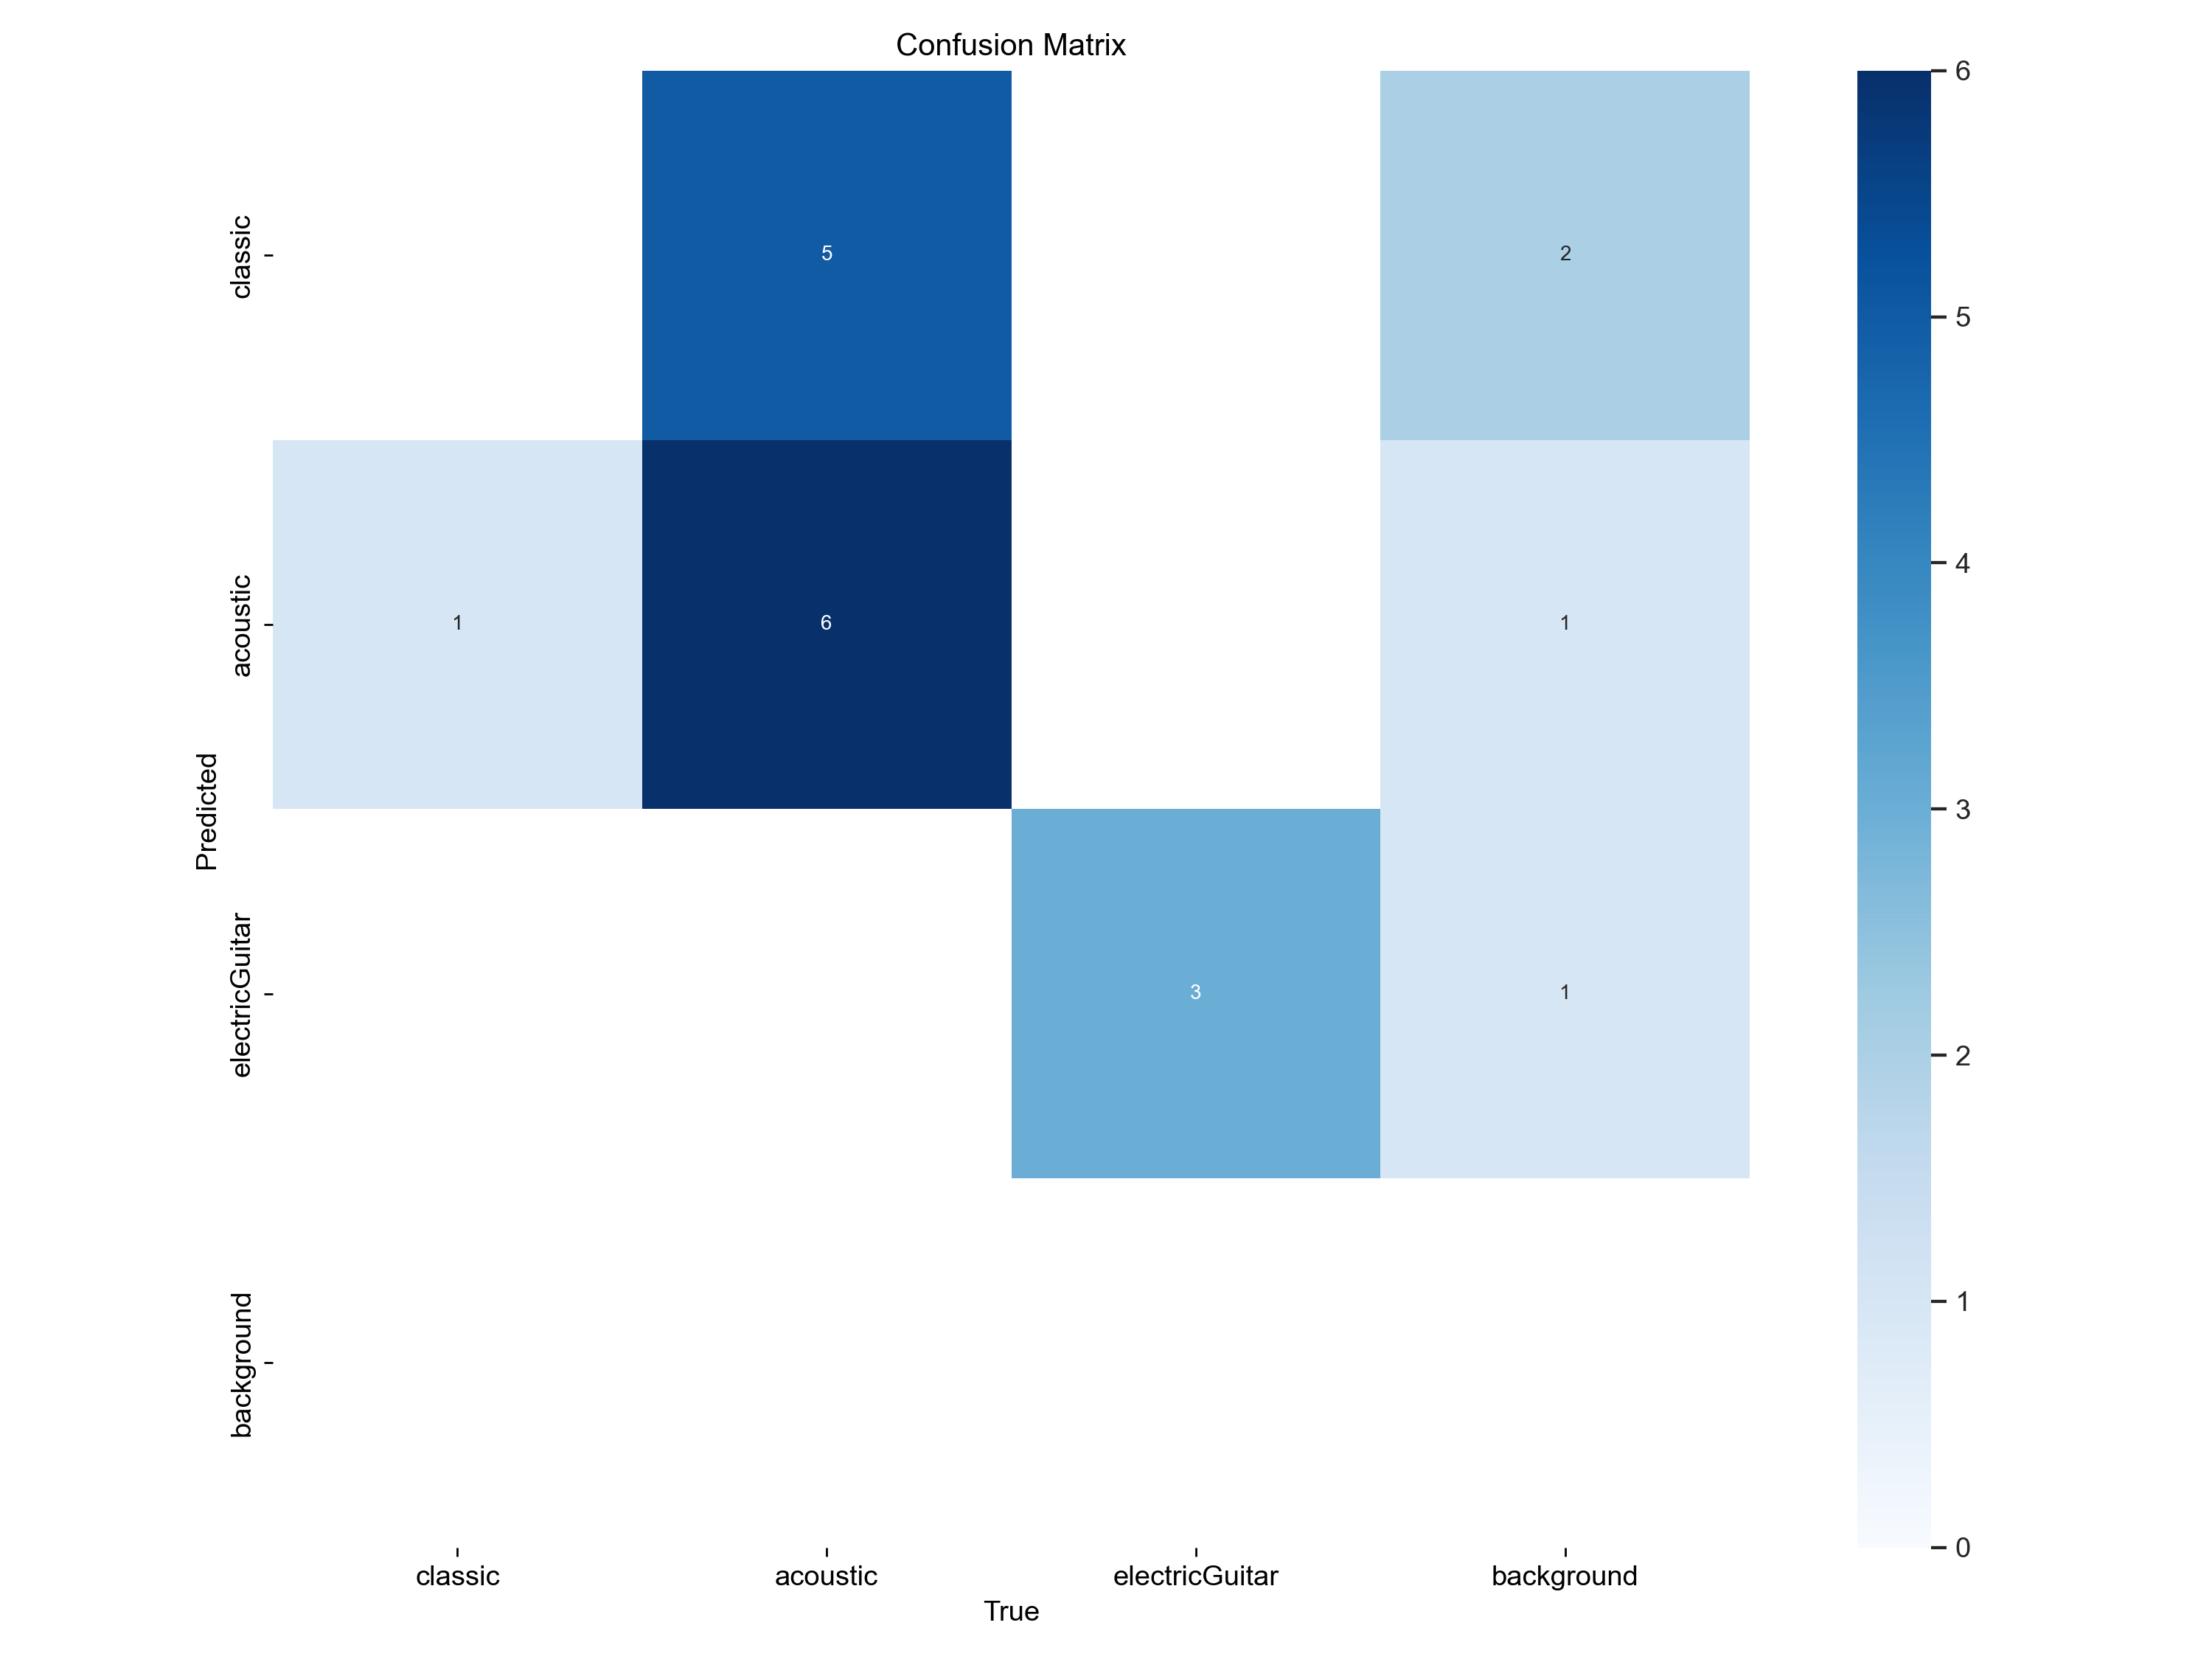 Confusion Matrix
classic
acoustic
electricGuitar
background
Predicted
5
2
1
6
1
3
1
classic
acoustic
electricGuitar
background
True
6
5
4
3
2
1
0